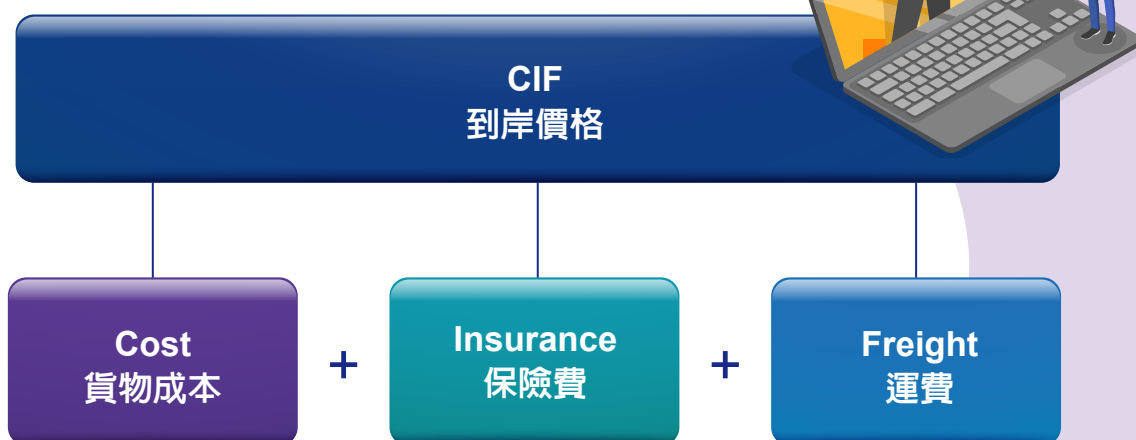 CIF
到岸價格
Cost
貨物成本
+
Insurance
保險費
+
Freight
運費